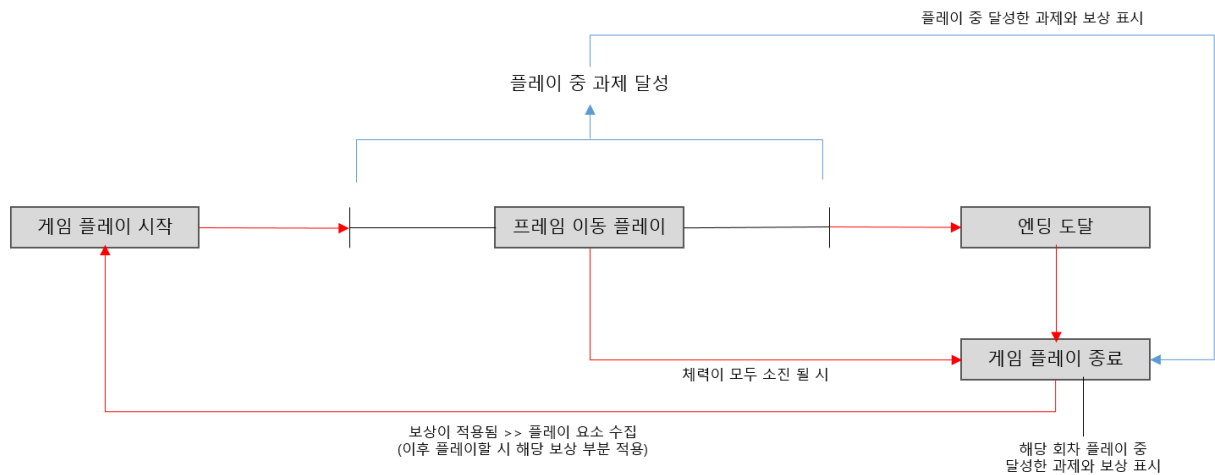 플레이 중 달성한 과제와 보상 표시
플레이 중 과제 달성
게임 플레이 시작
프레임 이동 플레이
엔딩 도달
게임 플레이 종료
체력이 모두 소진 될 시
보상이 적용됨 >> 플레이 요소 수집
(이후 플레이할 시 해당 보상 부분 적용)
해당 회차 플레이 중
달성한 과제와 보상 표시